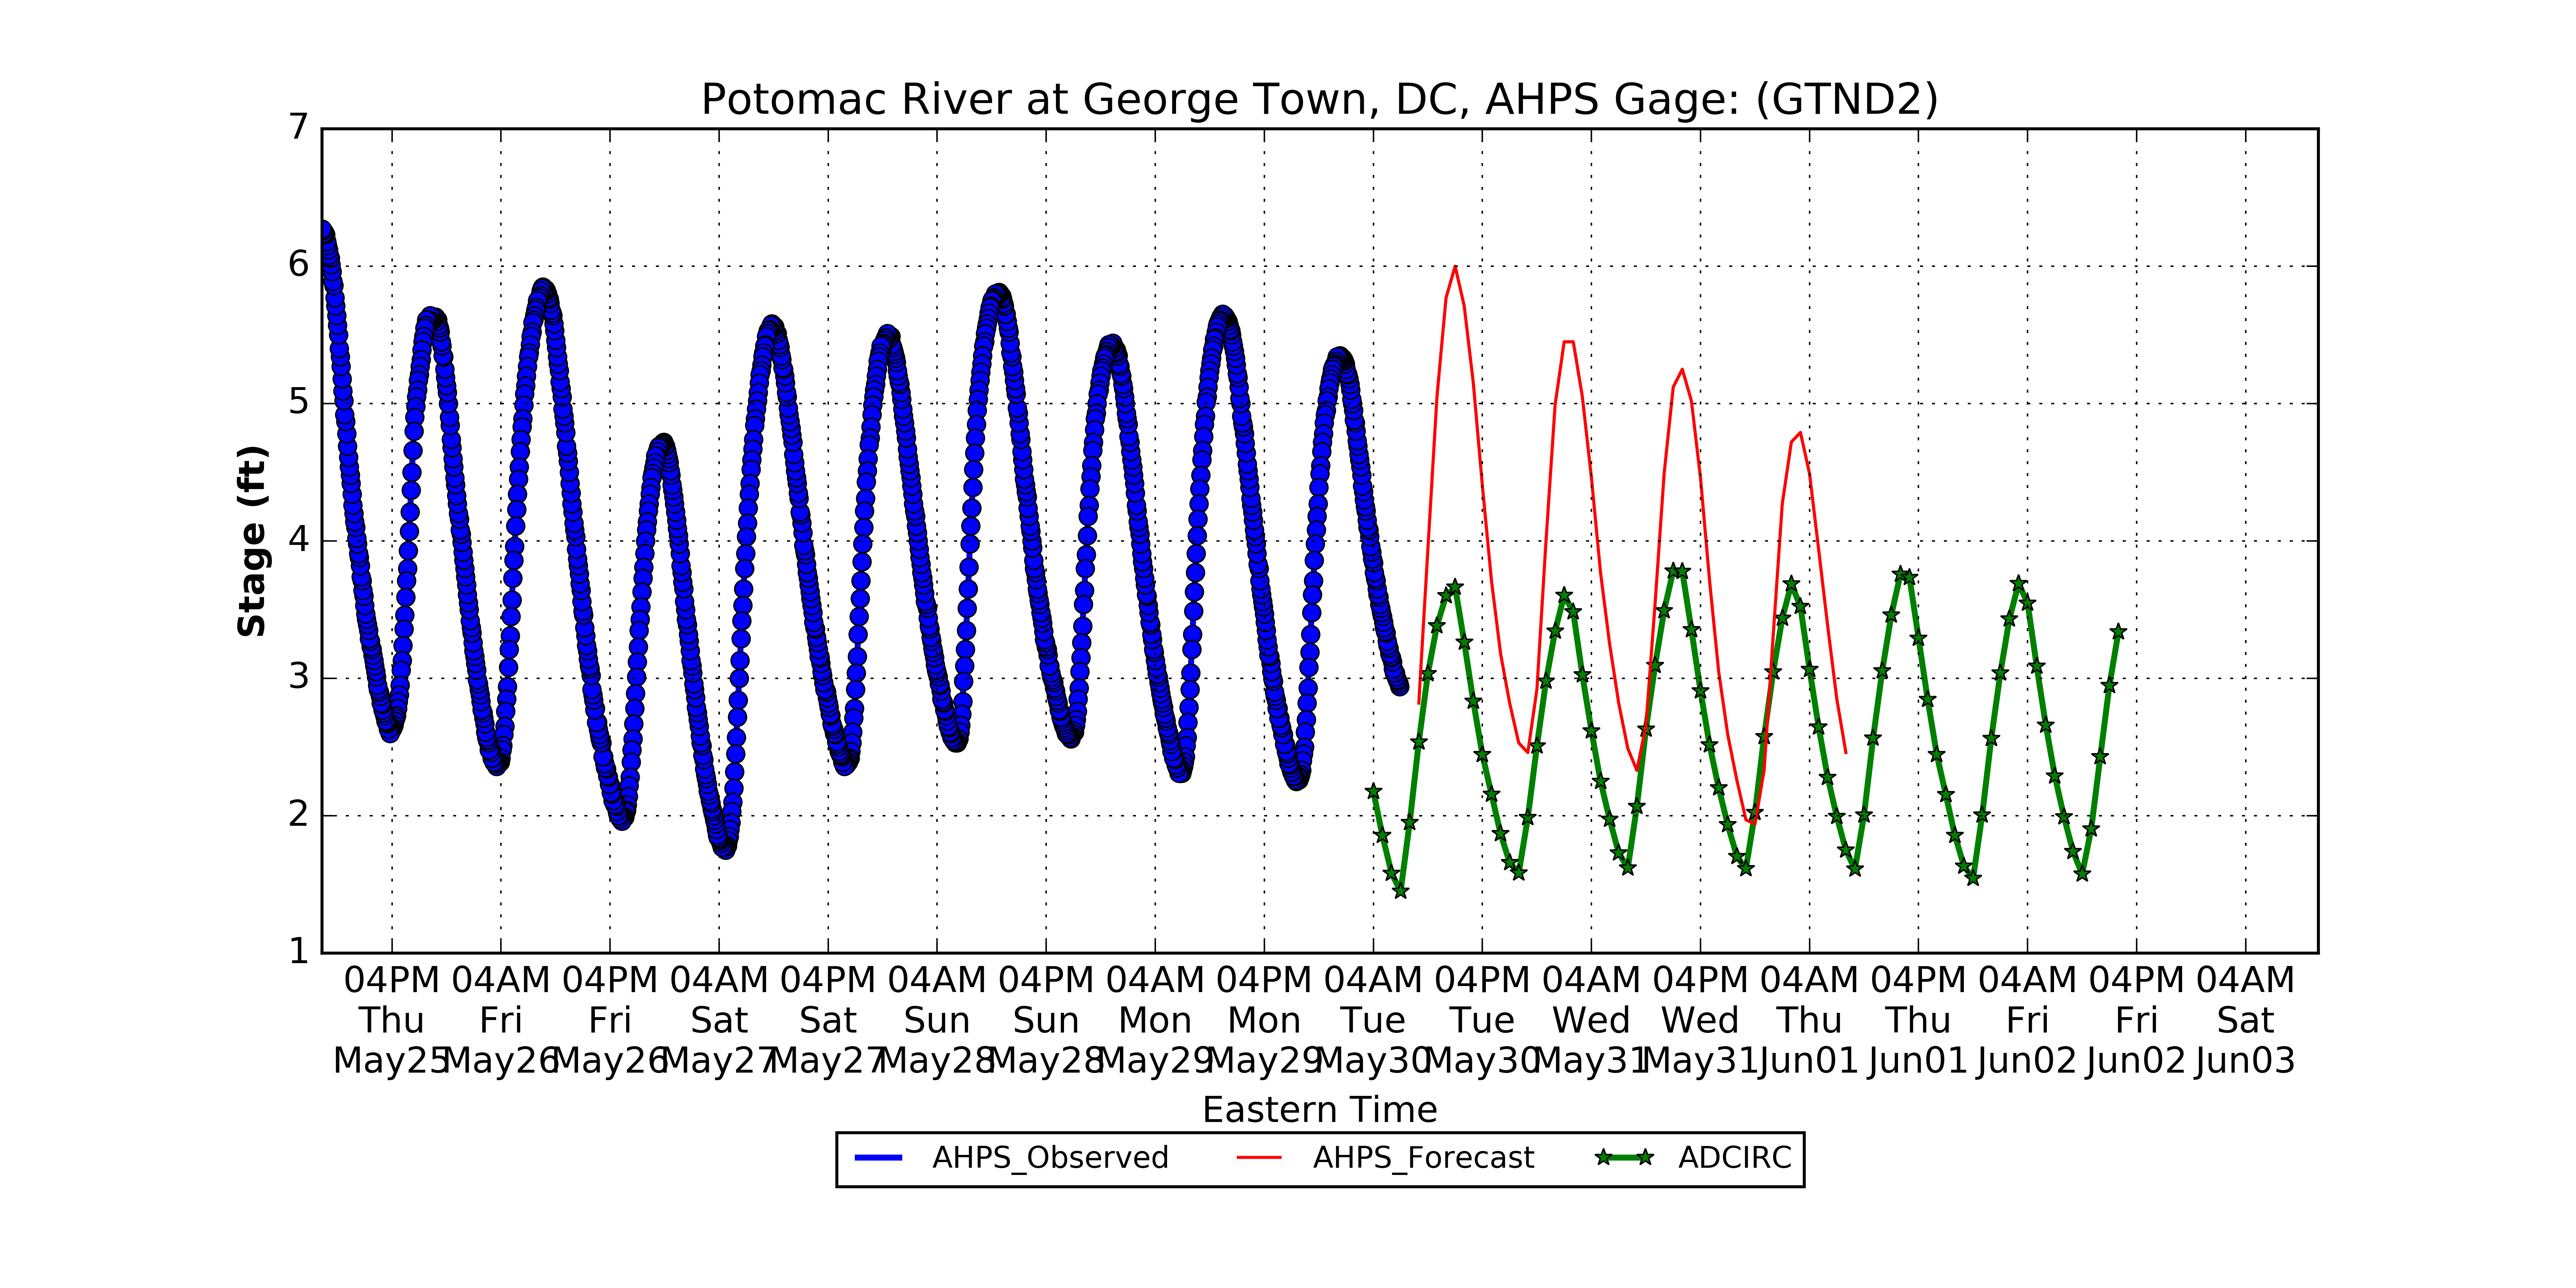 Potomac River at George Town, DC, AHPS Gage: (GTND2)
7
6
5
4
3
2
1
Stage (ft)
04PM 04AM 04PM 04AM 04PM 04AM 04PM 04AM 04PM 04AM 04PM 04AM 04PM 04AM 04PM 04AM 04PM 04AM
Thu Fri Fri Sat Sat Sun Sun Mon Mon Tue Tue Wed Wed Thu Thu Fri Fri Sat
May25 May26 May26 May27 May27 May28 May28 May29 May29 May30 May30 May31 May31 Jun01 Jun01 Jun02 Jun02 Jun03
Eastern Time
AHPS_Observed AHPS_Forecast ADCIRC